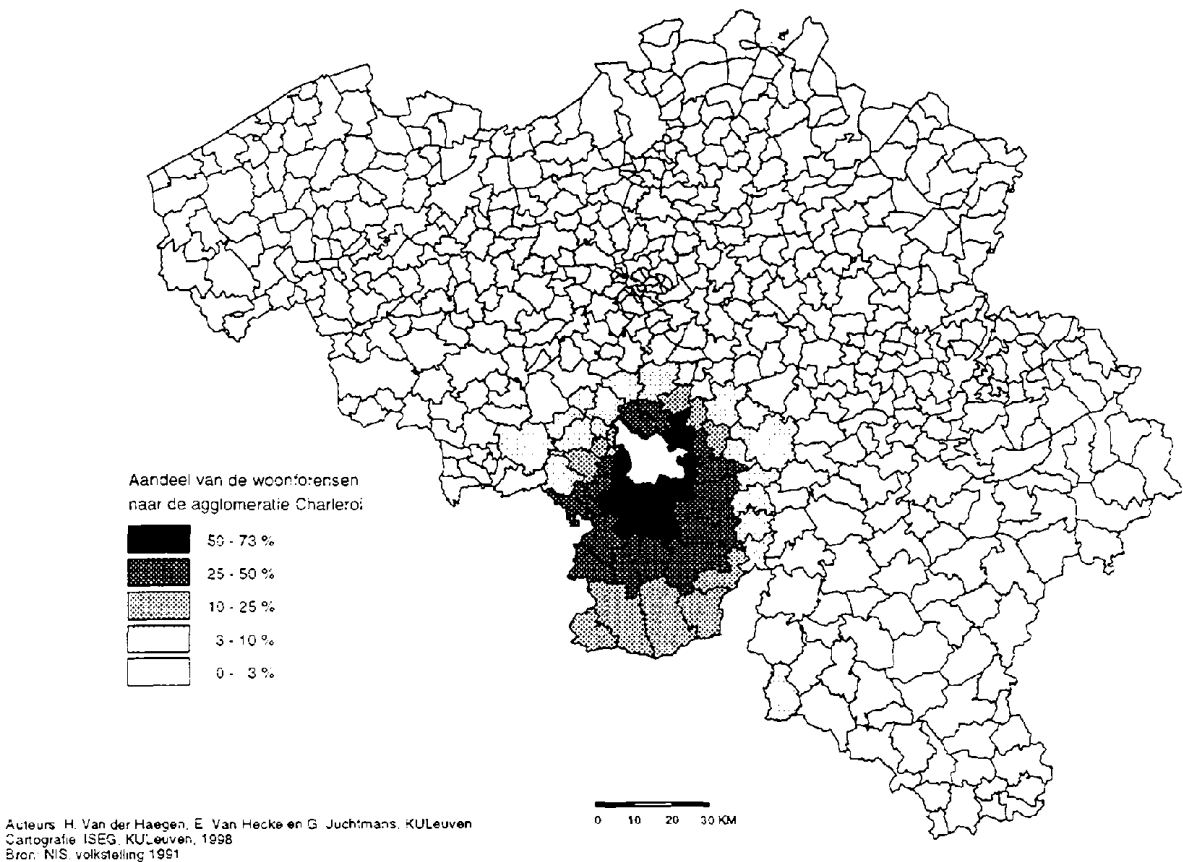 Aandeel van de woonforensen
naar de agglomeratie Charleroi
50 - 73 %
25 - 50 %
10 - 25 %
3 - 10 %
0 - 3 %
0 10 20 30 KM
Auteurs: H. Van der Haegen, E. Van Hecke en G. Juchtmans, KULeuven
Cartografie: ISEG, KULeuven, 1998
Bron: NIS, volkstelling 1991